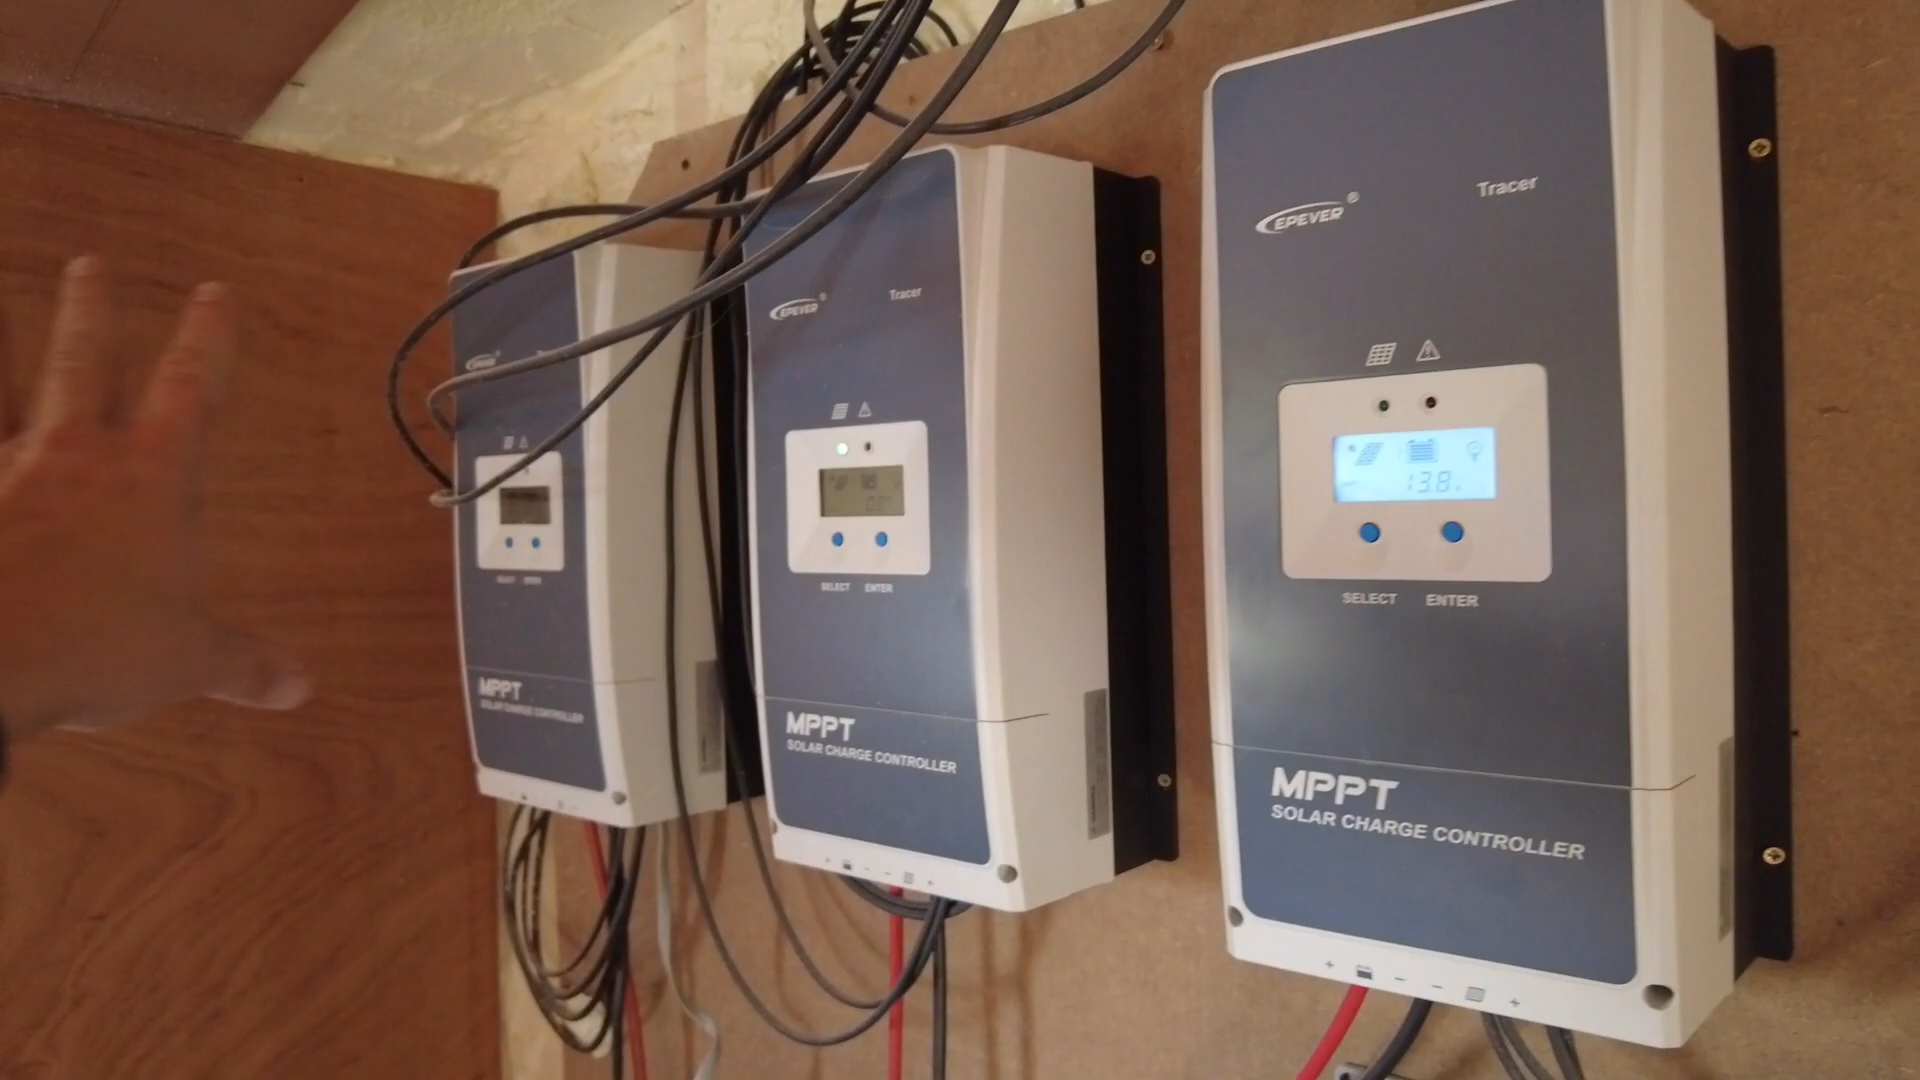 EPEVER®
MPPT
SOLAR CHARGE CONTROLLER
EPEVER®
Tracer
SELECT ENTER
MPPT
SOLAR CHARGE CONTROLLER
EPEVER®
Tracer
13.8
SELECT ENTER
MPPT
SOLAR CHARGE CONTROLLER